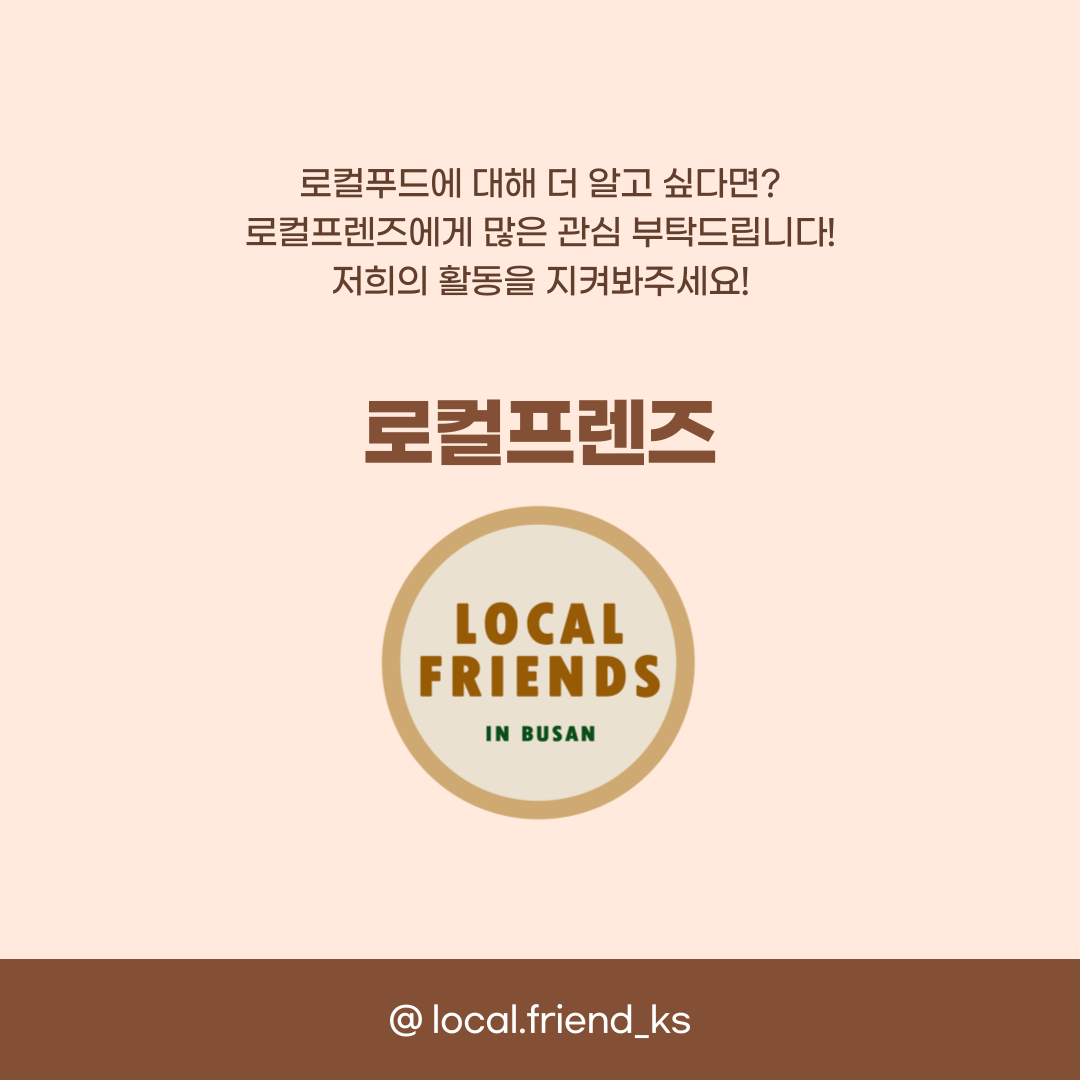 로컬푸드에 대해 더 알고 싶다면?
로컬프렌즈에게 많은 관심 부탁드립니다!
저희의 활동을 지켜봐주세요!
로컬프렌즈
LOCAL
FRIENDS
IN BUSAN
@ local.friend_ks